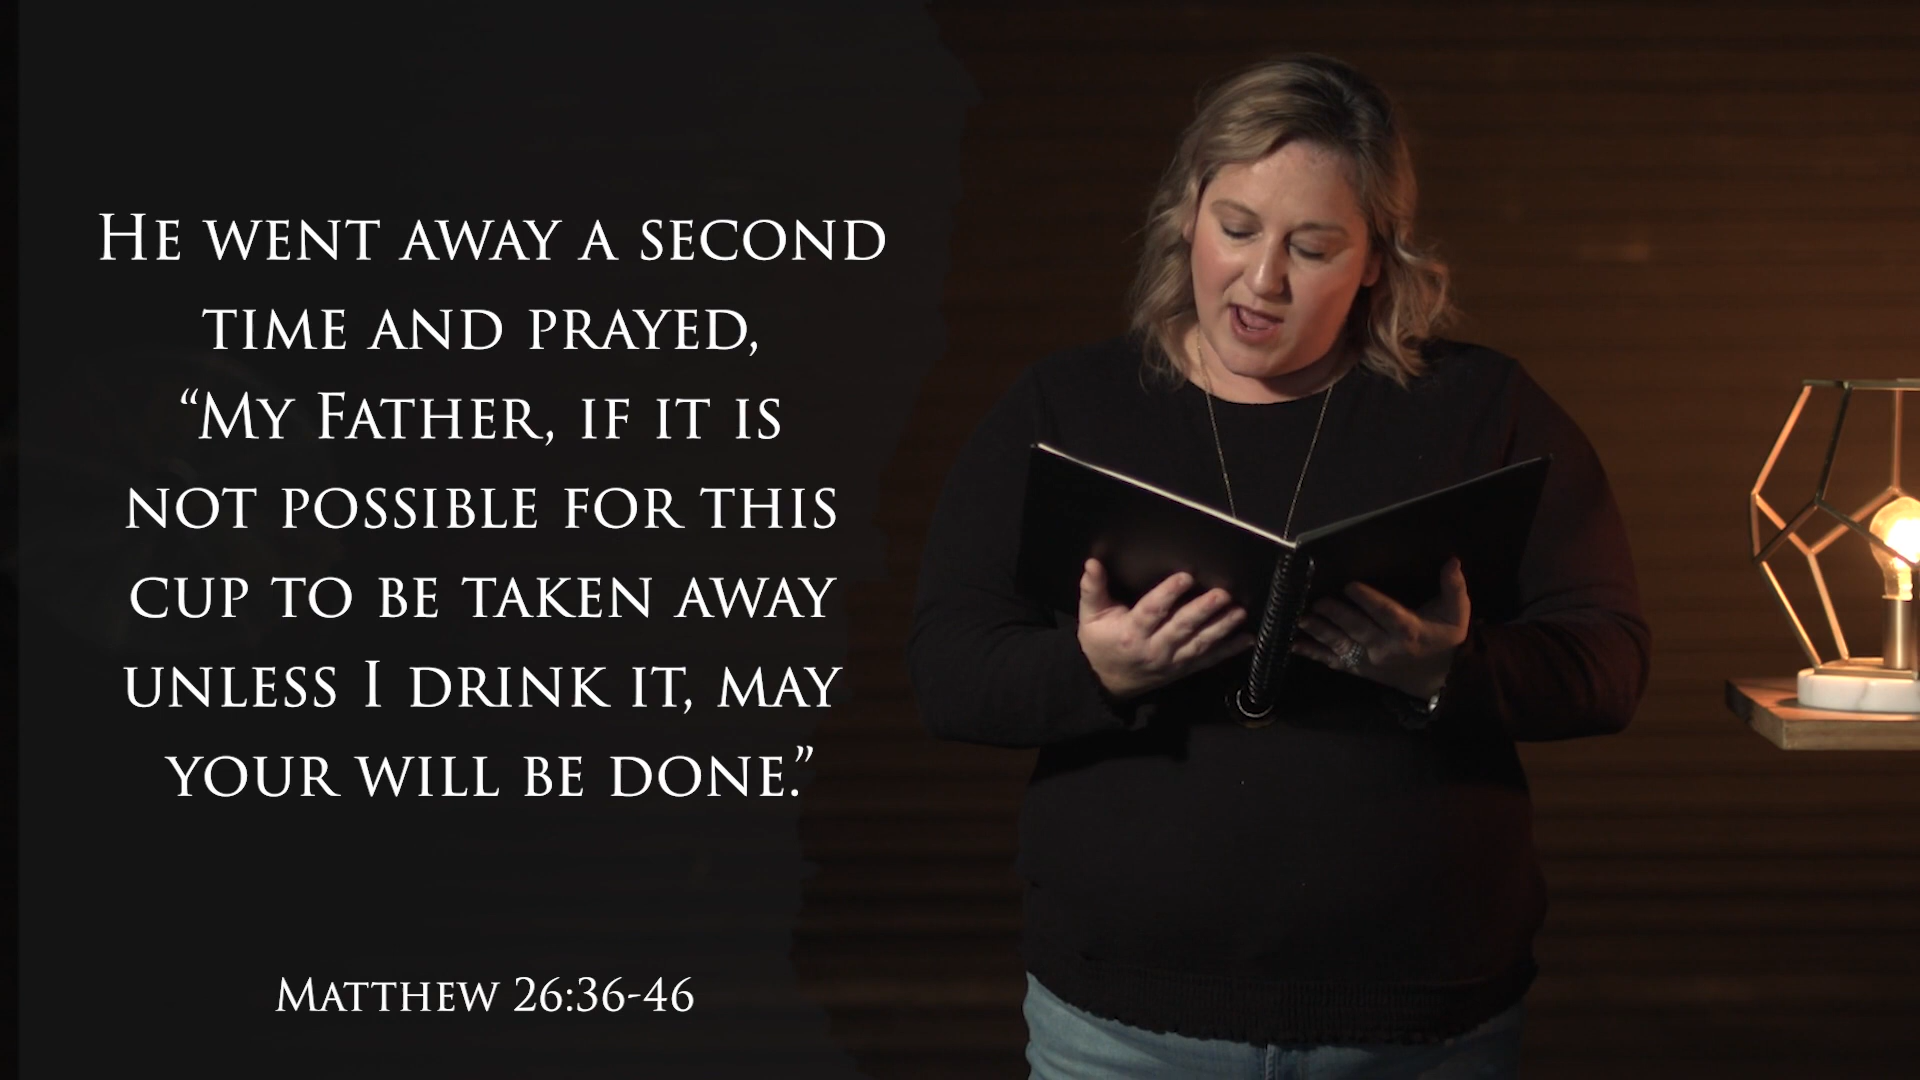 He went away a second
time and prayed,
“My Father, if it is
not possible for this
cup to be taken away
unless I drink it, may
your will be done.”
Matthew 26:36-46